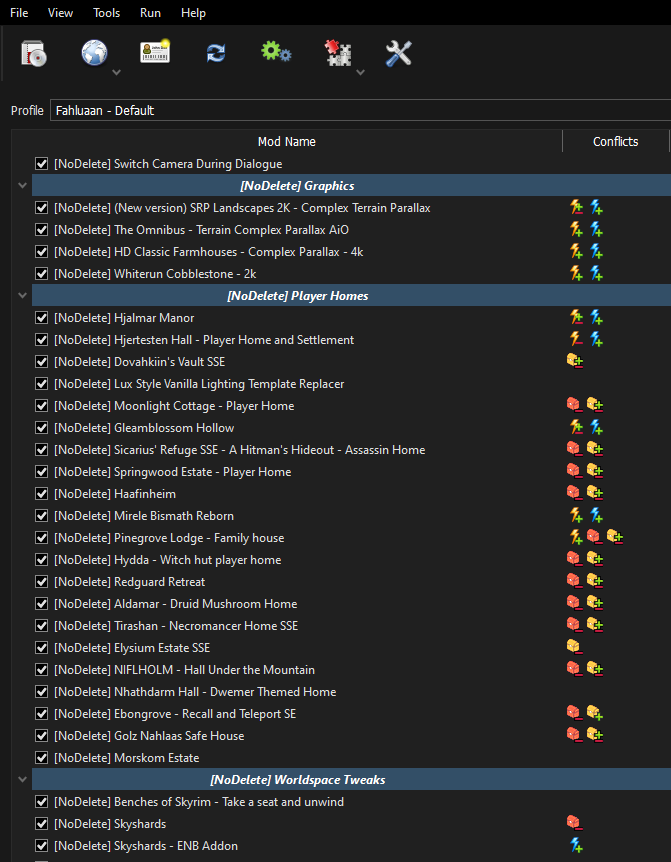 File View Tools Run Help
Profile Fahluaan - Default
Mod Name Conflicts
[NoDelete] Switch Camera During Dialogue
[NoDelete] Graphics
[NoDelete] (New version) SRP Landscapes 2K - Complex Terrain Parallax
[NoDelete] The Omnibus - Terrain Complex Parallax AiO
[NoDelete] HD Classic Farmhouses - Complex Parallax - 4k
[NoDelete] Whiterun Cobblestone - 2k
[NoDelete] Player Homes
[NoDelete] Hjalmar Manor
[NoDelete] Hjertesten Hall - Player Home and Settlement
[NoDelete] Dovahkiin's Vault SSE
[NoDelete] Lux Style Vanilla Lighting Template Replacer
[NoDelete] Moonlight Cottage - Player Home
[NoDelete] Gleamblossom Hollow
[NoDelete] Sicarius' Refuge SSE - A Hitman's Hideout - Assassin Home
[NoDelete] Springwood Estate - Player Home
[NoDelete] Haafinheim
[NoDelete] Mirele Bismath Reborn
[NoDelete] Pinegrove Lodge - Family house
[NoDelete] Hydda - Witch hut player home
[NoDelete] Redguard Retreat
[NoDelete] Aldamar - Druid Mushroom Home
[NoDelete] Tirashan - Necromancer Home SSE
[NoDelete] Elysium Estate SSE
[NoDelete] NIFLHOLM - Hall Under the Mountain
[NoDelete] Nhathdarm Hall - Dwemer Themed Home
[NoDelete] Ebongrove - Recall and Teleport SE
[NoDelete] Golz Nahlaas Safe House
[NoDelete] Morskom Estate
[NoDelete] Worldspace Tweaks
[NoDelete] Benches of Skyrim - Take a seat and unwind
[NoDelete] Skyshards
[NoDelete] Skyshards - ENB Addon